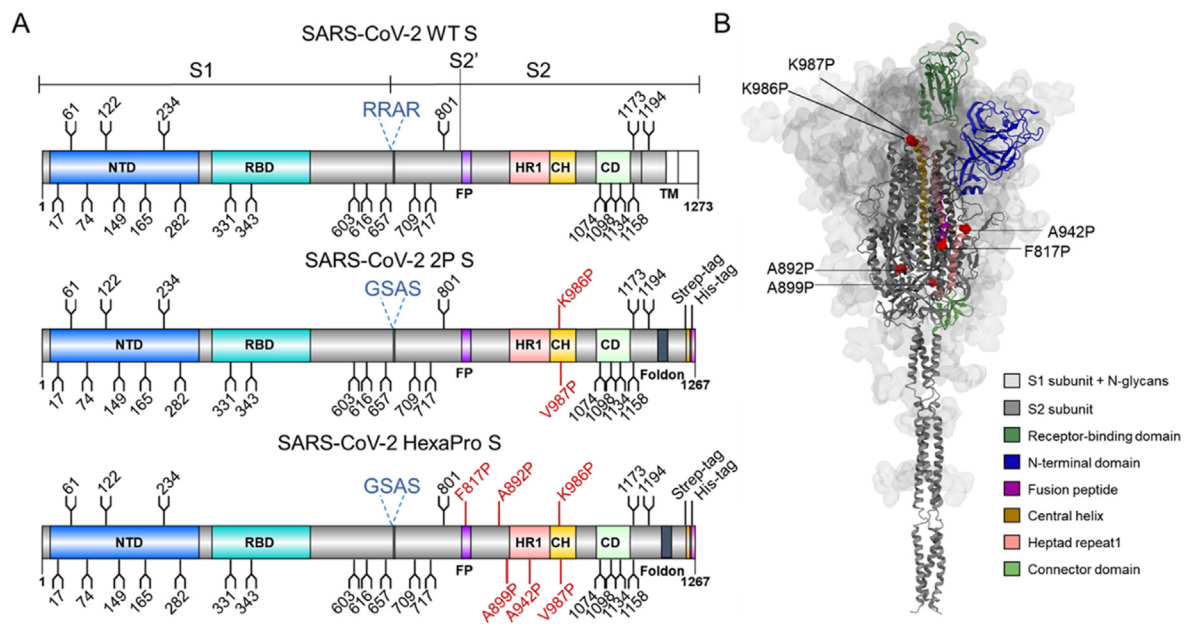 A
SARS-CoV-2 WT S
S1
S2'
S2
61
122
234
RRAR
801
1173
1194
NTD
RBD
HR1
CH
CD
FP
TM
1
1273
17
74
149
165
282
331
343
603
616
657
709
717
1074
1098
1134
1158
SARS-CoV-2 2P S
61
122
234
GSAS
801
K986P
1173
1194
Strep-tag
His-tag
NTD
RBD
HR1
CH
CD
FP
Foldon
1
1267
17
74
149
165
282
331
343
603
616
657
709
717
V987P
1074
1098
1134
1158
SARS-CoV-2 HexaPro S
61
122
234
GSAS
801
F817P
A892P
K986P
1173
1194
Strep-tag
His-tag
NTD
RBD
HR1
CH
CD
FP
Foldon
1
1267
17
74
149
165
282
331
343
603
616
657
709
717
A899P
A942P
V987P
1074
1098
1134
1158
B
K987P
K986P
A942P
F817P
A892P
A899P
S1 subunit + N-glycans
S2 subunit
Receptor-binding domain
N-terminal domain
Fusion peptide
Central helix
Heptad repeat1
Connector domain